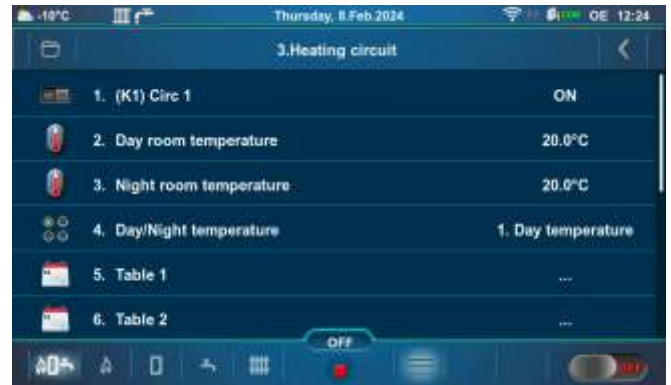 -10°C Thursday, 8.Feb.2024 OE 12:24
3.Heating circuit
1. (K1) Circ 1 ON
2. Day room temperature 20.0°C
3. Night room temperature 20.0°C
4. Day/Night temperature 1. Day temperature
5. Table 1 ...
6. Table 2 ...
OFF
OFF